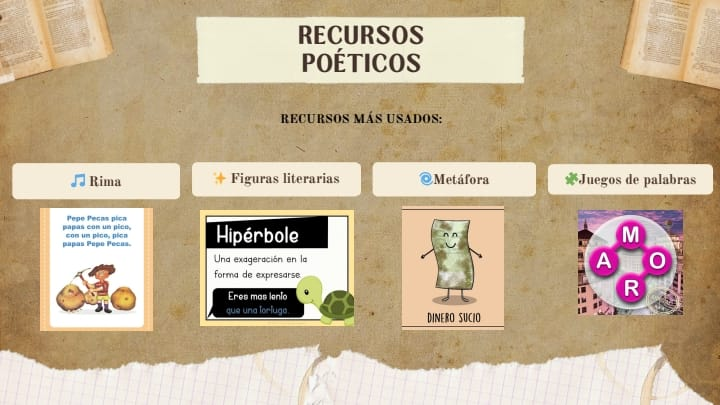 RECURSOS
POÉTICOS
RECURSOS MÁS USADOS:
Rima
Figuras literarias
Metáfora
Juegos de palabras
Pepe Pecas pica
papas con un pico,
con un pico, pica
papas Pepe Pecas.
Hipérbole
Una exageración en la
forma de expresarse.
Eres mas lento
que una tortuga.
DINERO SUCIO
M
A O
R